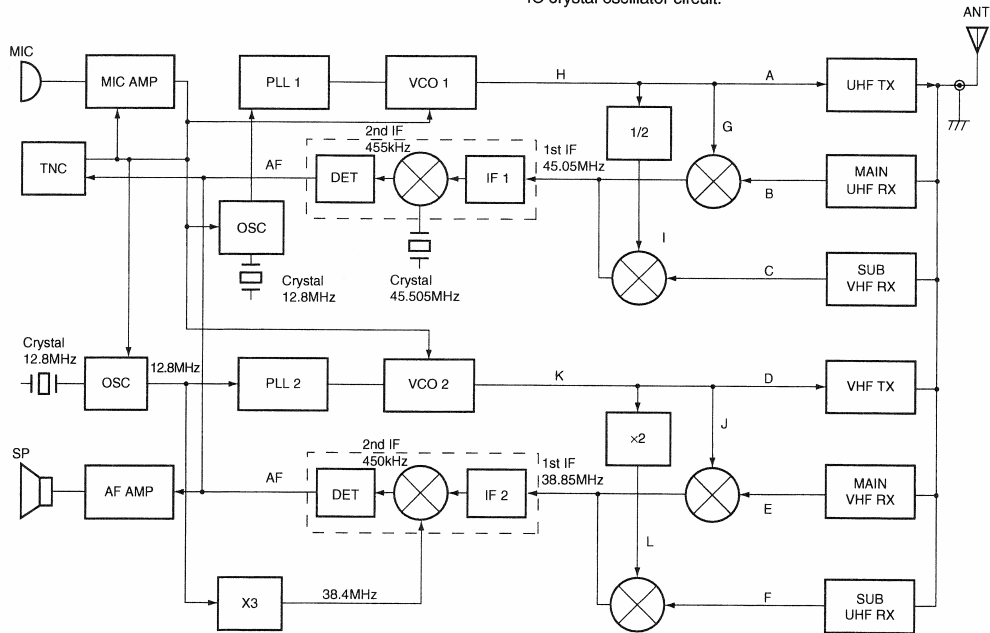 IC crystal oscillator circuit.
ANT
MIC
MIC AMP
PLL 1
VCO 1
H
A
UHF TX
1/2
G
2nd IF
455kHz
1st IF
45.05MHz
TNC
AF
DET
IF 1
B
MAIN
UHF RX
OSC
I
C
SUB
VHF RX
Crystal
12.8MHz
Crystal
45.505MHz
Crystal
12.8MHz
OSC
12.8MHz
PLL 2
VCO 2
K
D
VHF TX
×2
J
SP
2nd IF
450kHz
1st IF
38.85MHz
AF AMP
AF
DET
IF 2
E
MAIN
VHF RX
L
X3
38.4MHz
F
SUB
UHF RX